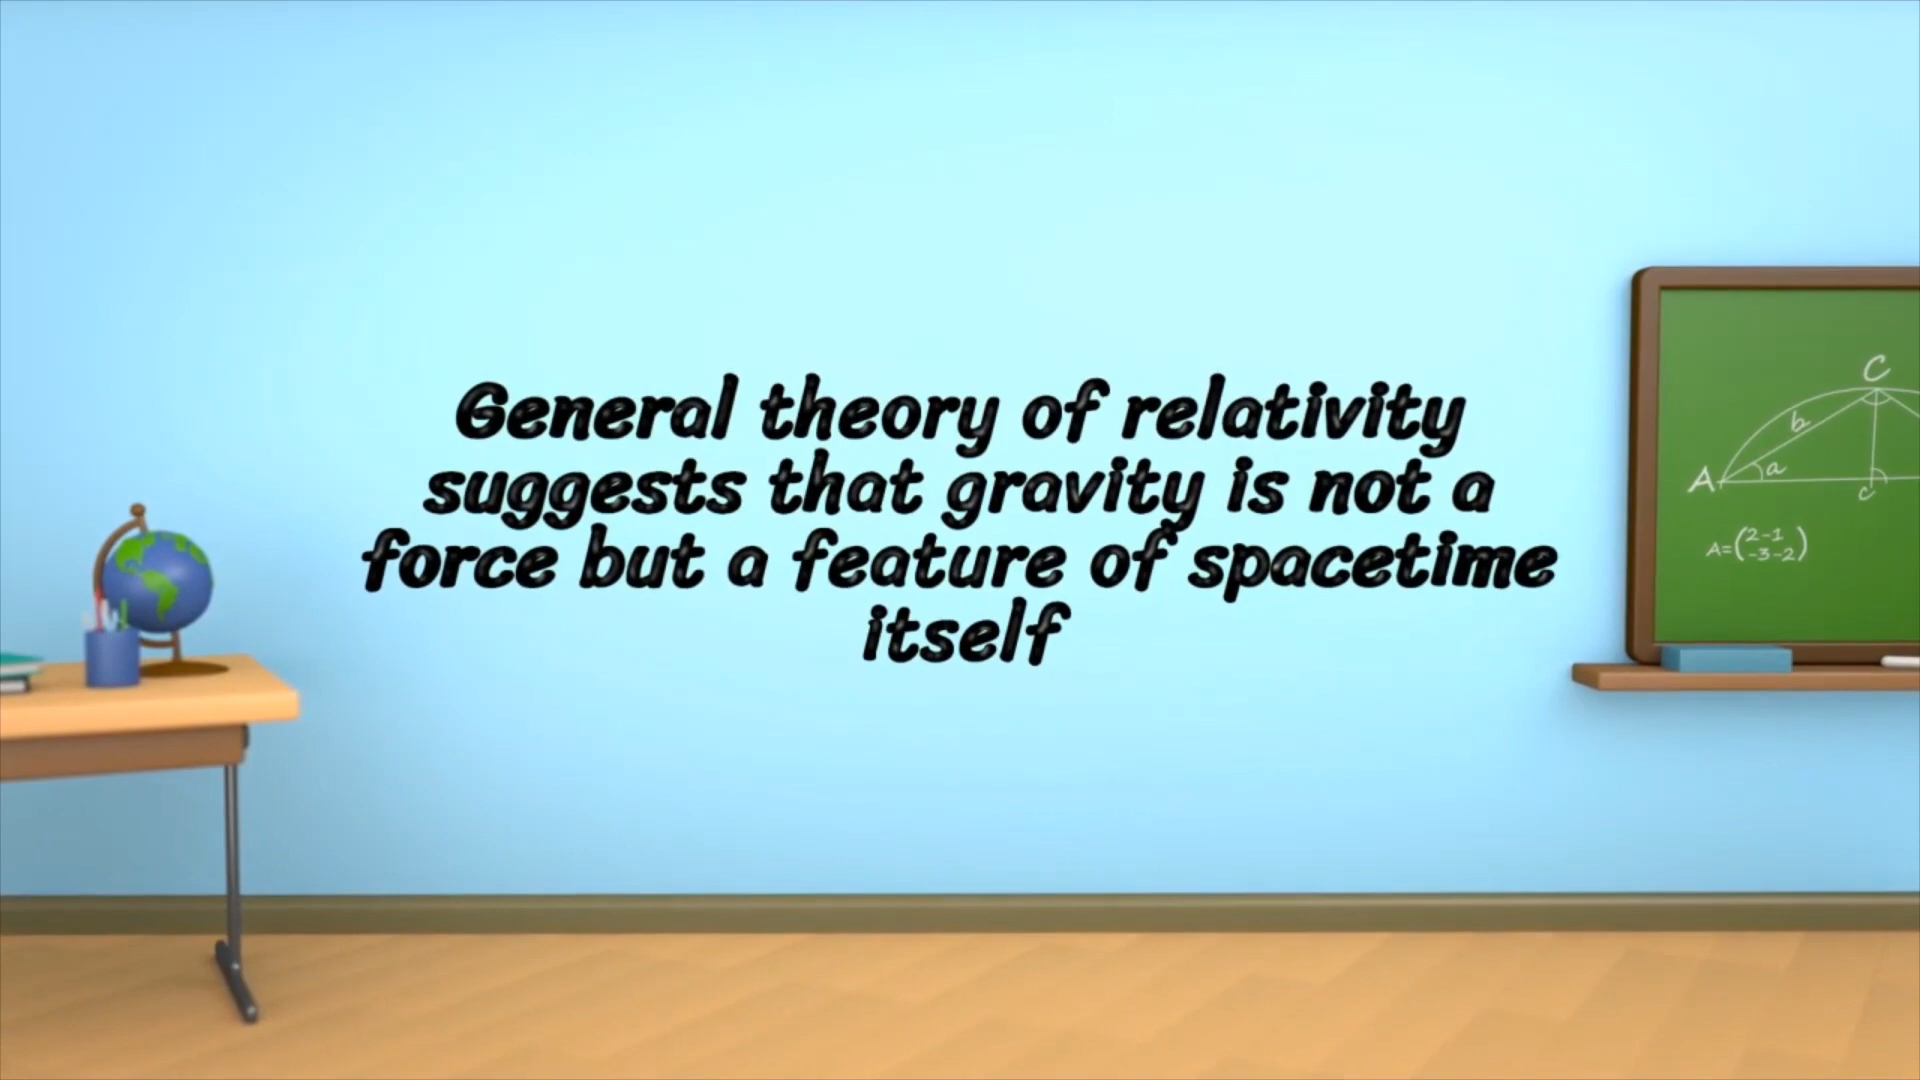 General theory of relativity
suggests that gravity is not a
force but a feature of spacetime
itself
C
b
A
a
c
A=(2-1
-3-2)